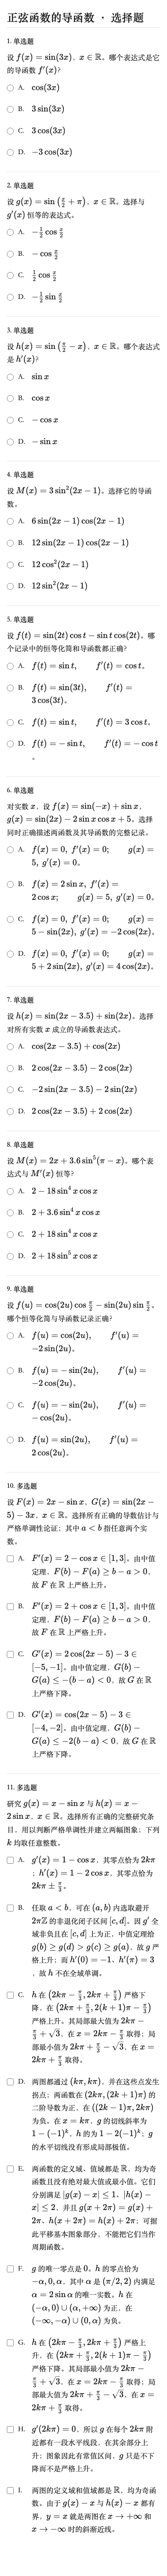 正弦函数的导函数 · 选择题
1. 单选题
设 f(x) = sin(3x)，x ∈ ℝ。哪个表达式是它
的导函数 f′(x)？
A. cos(3x)
B. 3 sin(3x)
C. 3 cos(3x)
D. −3 cos(3x)
2. 单选题
设 g(x) = sin (x/2 + π)，x ∈ ℝ。选择与
g′(x) 恒等的表达式。
A. −1/2 cos x/2
B. − cos x/2
C. 1/2 cos x/2
D. −1/2 sin x/2
3. 单选题
设 h(x) = sin (π/2 − x)，x ∈ ℝ。哪个表达式
是 h′(x)？
A. sin x
B. cos x
C. − cos x
D. − sin x
4. 单选题
设 M(x) = 3 sin²(2x − 1)。选择它的导函
数。
A. 6 sin(2x − 1) cos(2x − 1)
B. 12 sin(2x − 1) cos(2x − 1)
C. 12 cos²(2x − 1)
D. 12 sin²(2x − 1)
5. 单选题
设 f(t) = sin(2t) cos t − sin t cos(2t)。哪
个记录中的恒等化简和导函数都正确？
A. f(t) = sin t, f′(t) = cos t。
B. f(t) = sin(3t), f′(t) =
3 cos(3t)。
C. f(t) = sin t, f′(t) = 3 cos t。
D. f(t) = − sin t, f′(t) = − cos t
。
6. 单选题
对实数 x，设 f(x) = sin(−x) + sin x，
g(x) = sin(2x) − 2 sin x cos x + 5。选择
同时正确描述两函数及其导函数的完整记录。
A. f(x) = 0, f′(x) = 0; g(x) =
5, g′(x) = 0。
B. f(x) = 2 sin x, f′(x) =
2 cos x; g(x) = 5, g′(x) = 0。
C. f(x) = 0, f′(x) = 0; g(x) =
5 − sin(2x), g′(x) = −2 cos(2x)。
D. f(x) = 0, f′(x) = 0; g(x) =
5 + 2 sin(2x), g′(x) = 4 cos(2x)。
7. 单选题
设 h(x) = sin(2x − 3.5) + sin(2x)。选择
对所有实数 x 成立的导函数表达式。
A. cos(2x − 3.5) + cos(2x)
B. 2 cos(2x − 3.5) − 2 cos(2x)
C. −2 sin(2x − 3.5) − 2 sin(2x)
D. 2 cos(2x − 3.5) + 2 cos(2x)
8. 单选题
设 M(x) = 2x + 3.6 sin⁵(π − x)。哪个表
达式与 M′(x) 恒等？
A. 2 − 18 sin⁴ x cos x
B. 2 + 3.6 sin⁴ x cos x
C. 2 + 18 sin⁴ x cos x
D. 2 + 18 sin⁵ x cos x
9. 单选题
设 f(u) = cos(2u) cos π/2 − sin(2u) sin π/2。
哪个恒等化简与导函数记录正确？
A. f(u) = cos(2u), f′(u) =
−2 sin(2u)。
B. f(u) = − sin(2u), f′(u) =
−2 cos(2u)。
C. f(u) = − sin(2u), f′(u) =
− cos(2u)。
D. f(u) = sin(2u), f′(u) =
2 cos(2u)。
10. 多选题
设 F(x) = 2x − sin x，G(x) = sin(2x −
5) − 3x，x ∈ ℝ。选择所有正确的导数估计与
严格单调性论证；其中 a < b 指任意两个实
数。
A. F′(x) = 2 − cos x ∈ [1, 3]。由中值
定理，F(b) − F(a) ≥ b − a > 0，
故 F 在 ℝ 上严格上升。
B. F′(x) = 2 + cos x ∈ [1, 3]。由中值
定理，F(b) − F(a) ≥ b − a > 0，
故 F 在 ℝ 上严格上升。
C. G′(x) = 2 cos(2x − 5) − 3 ∈
[−5, −1]。由中值定理，G(b) −
G(a) ≤ −(b − a) < 0，故 G 在 ℝ
上严格下降。
D. G′(x) = cos(2x − 5) − 3 ∈
[−4, −2]。由中值定理，G(b) −
G(a) ≤ −2(b − a) < 0，故 G 在 ℝ
上严格下降。
11. 多选题
研究 g(x) = x − sin x 与 h(x) = x −
2 sin x，x ∈ ℝ。选择所有正确的完整研究条
目，用以判断严格单调性并建立两幅图象；下列
k 均取任意整数。
A. g′(x) = 1 − cos x，其零点恰为 2kπ
；h′(x) = 1 − 2 cos x，其零点恰为
2kπ ± π/3。
B. 任取 a < b，可在 (a, b) 内选取避开
2πℤ 的非退化闭子区间 [c, d]。因 g′ 全
域非负且在 [c, d] 上为正，中值定理给
g(b) ≥ g(d) > g(c) ≥ g(a)，故 g 严
格上升；而 h′(0) = −1、h′(π) = 3
，故 h 不在全域单调。
C. h 在 (2kπ − π/3, 2kπ + π/3) 严格下
降，在 (2kπ + π/3, 2(k + 1)π − π/3)
严格上升。其局部最大值为 2kπ −
π/3 + √3，在 x = 2kπ − π/3 取得；局
部最小值为 2kπ + π/3 − √3，在 x =
2kπ + π/3 取得。
D. 两图都通过 (kπ, kπ)，并在这些点发生
拐点；两函数在 (2kπ, (2k + 1)π) 的
二阶导数为正，在 ((2k − 1)π, 2kπ)
为负。在 x = kπ，g 的切线斜率为
1 − (−1)ᵏ，h 的为 1 − 2(−1)ᵏ；g
的水平切线没有形成局部极值。
E. 两函数的定义域、值域都是 ℝ，均为奇
函数且没有绝对最大值或最小值。它们
分别满足 |g(x) − x| ≤ 1、|h(x) −
x| ≤ 2，并且 g(x + 2π) = g(x) +
2π、h(x + 2π) = h(x) + 2π；可据
此平移基本图象部分，不能把它们当作
周期函数。
F. g 的唯一零点是 0。h 的零点恰为
−α, 0, α，其中 α 是 (π/2, 2) 内满足
α = 2 sin α 的唯一实数。h 在
(−α, 0) ∪ (α, +∞) 为正，在
(−∞, −α) ∪ (0, α) 为负。
G. h 在 (2kπ − π/3, 2kπ + π/3) 严格上
升，在 (2kπ + π/3, 2(k + 1)π − π/3)
严格下降。其局部最小值为 2kπ −
π/3 + √3，在 x = 2kπ − π/3 取得；局部
最大值为 2kπ + π/3 − √3，在 x =
2kπ + π/3 取得。
H. g′(2kπ) = 0，所以 g 在每个 2kπ 附
近都有一段水平线段，在其余部分上
升；图象因此有常值区间，g 只是不下
降而不是严格上升。
I. 两图的定义域和值域都是 ℝ，均为奇函
数。由于 g(x) − x 与 h(x) − x 都有
界，y = x 就是两图在 x → +∞ 和
x → −∞ 时的斜渐近线。